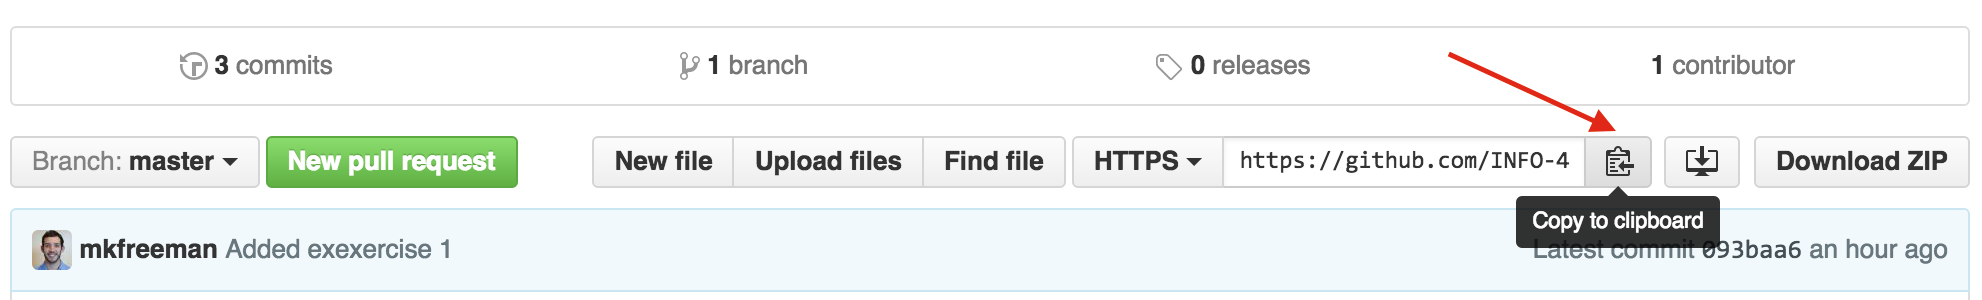 3 commits 1 branch 0 releases 1 contributor
Branch: master New pull request New file Upload files Find file HTTPS https://github.com/INFO-4 Download ZIP
Copy to clipboard
mkfreeman Added exexercise 1 Latest commit 093baa6 an hour ago